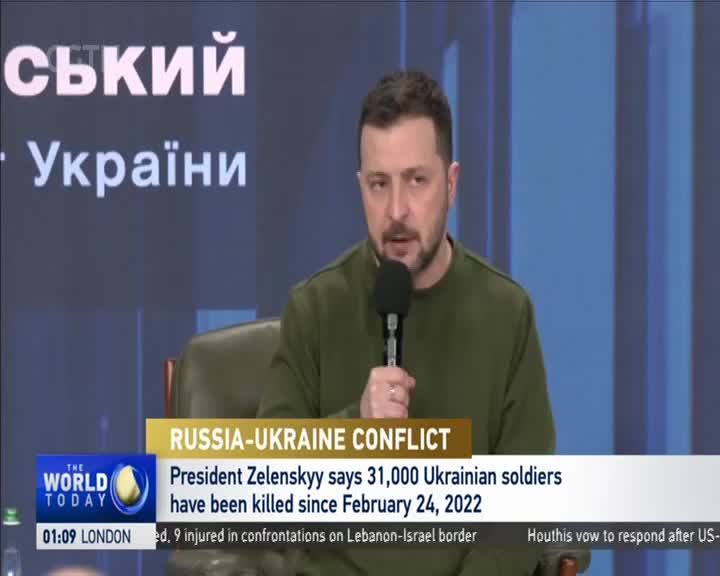 CGTN
ський
України
RUSSIA-UKRAINE CONFLICT
THE
WORLD
TODAY
President Zelenskyy says 31,000 Ukrainian soldiers
have been killed since February 24, 2022
01:09 LONDON
9 injured in confrontations on Lebanon-Israel border
Houthis vow to respond after US-